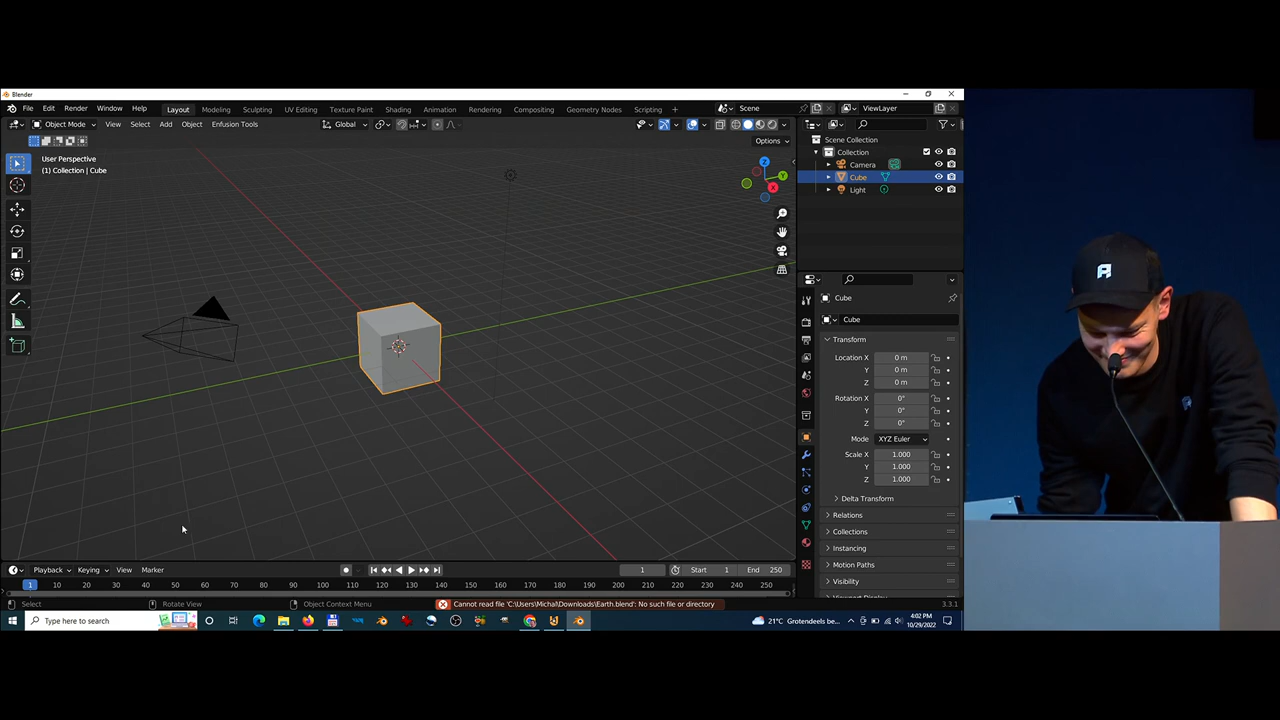 Blender
File Edit Render Window Help Layout Modeling Sculpting UV Editing Texture Paint Shading Animation Rendering Compositing Geometry Nodes Scripting + Scene ViewLayer
Object Mode View Select Add Object Enfusion Tools Global
Options
User Perspective
(1) Collection | Cube
Z
Y
X
Scene Collection
Collection
Camera
Cube
Light
Cube
Cube
Transform
Location X 0 m
Y 0 m
Z 0 m
Rotation X 0°
Y 0°
Z 0°
Mode XYZ Euler
Scale X 1.000
Y 1.000
Z 1.000
Delta Transform
Relations
Collections
Instancing
Motion Paths
Visibility
Playback Keying View Marker 1 Start 1 End 250
1 10 20 30 40 50 60 70 80 90 100 110 120 130 140 150 160 170 180 190 200 210 220 230 240 250
Select Rotate View Object Context Menu Cannot read file 'C:\Users\Michal\Downloads\Earth.blend': No such file or directory 3.3.1
Type here to search 21°C Grotendeels be... 4:02 PM
10/29/2022